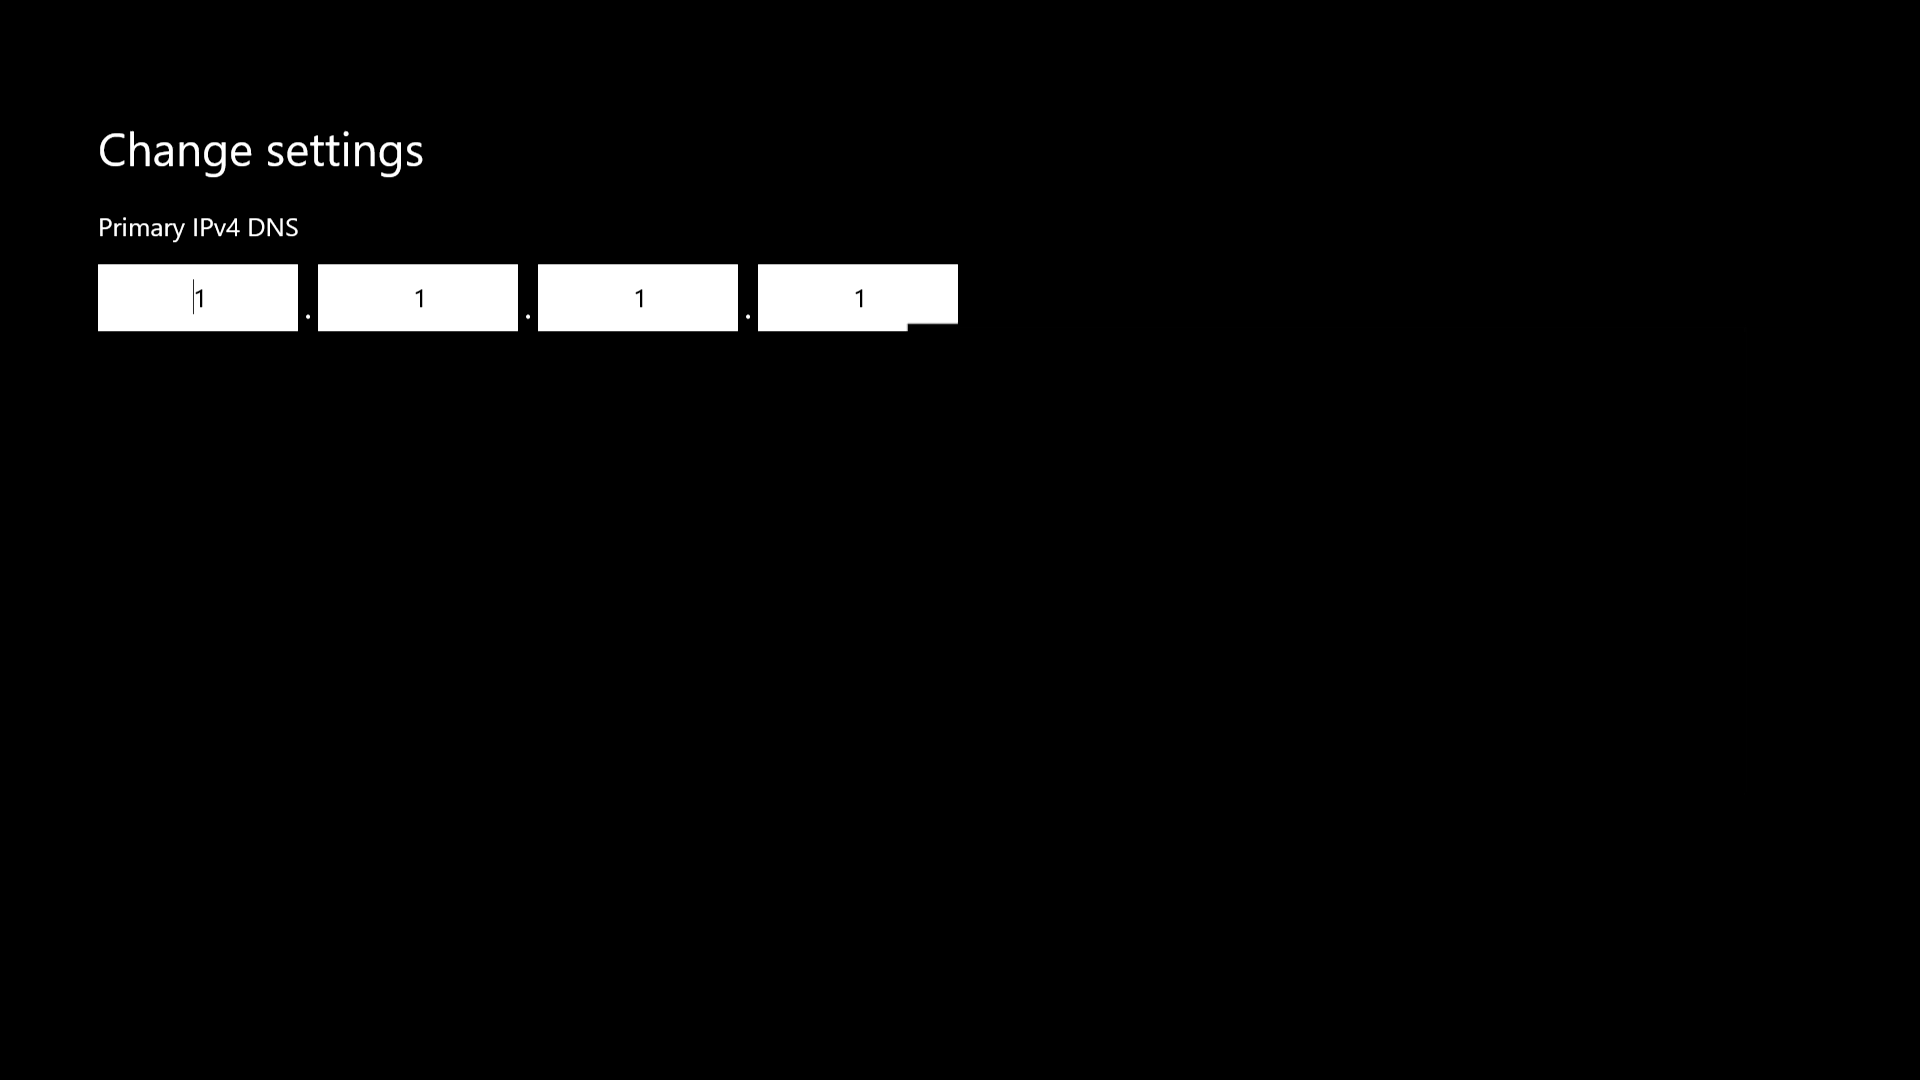 Change settings
Primary IPv4 DNS
1 . 1 . 1 . 1